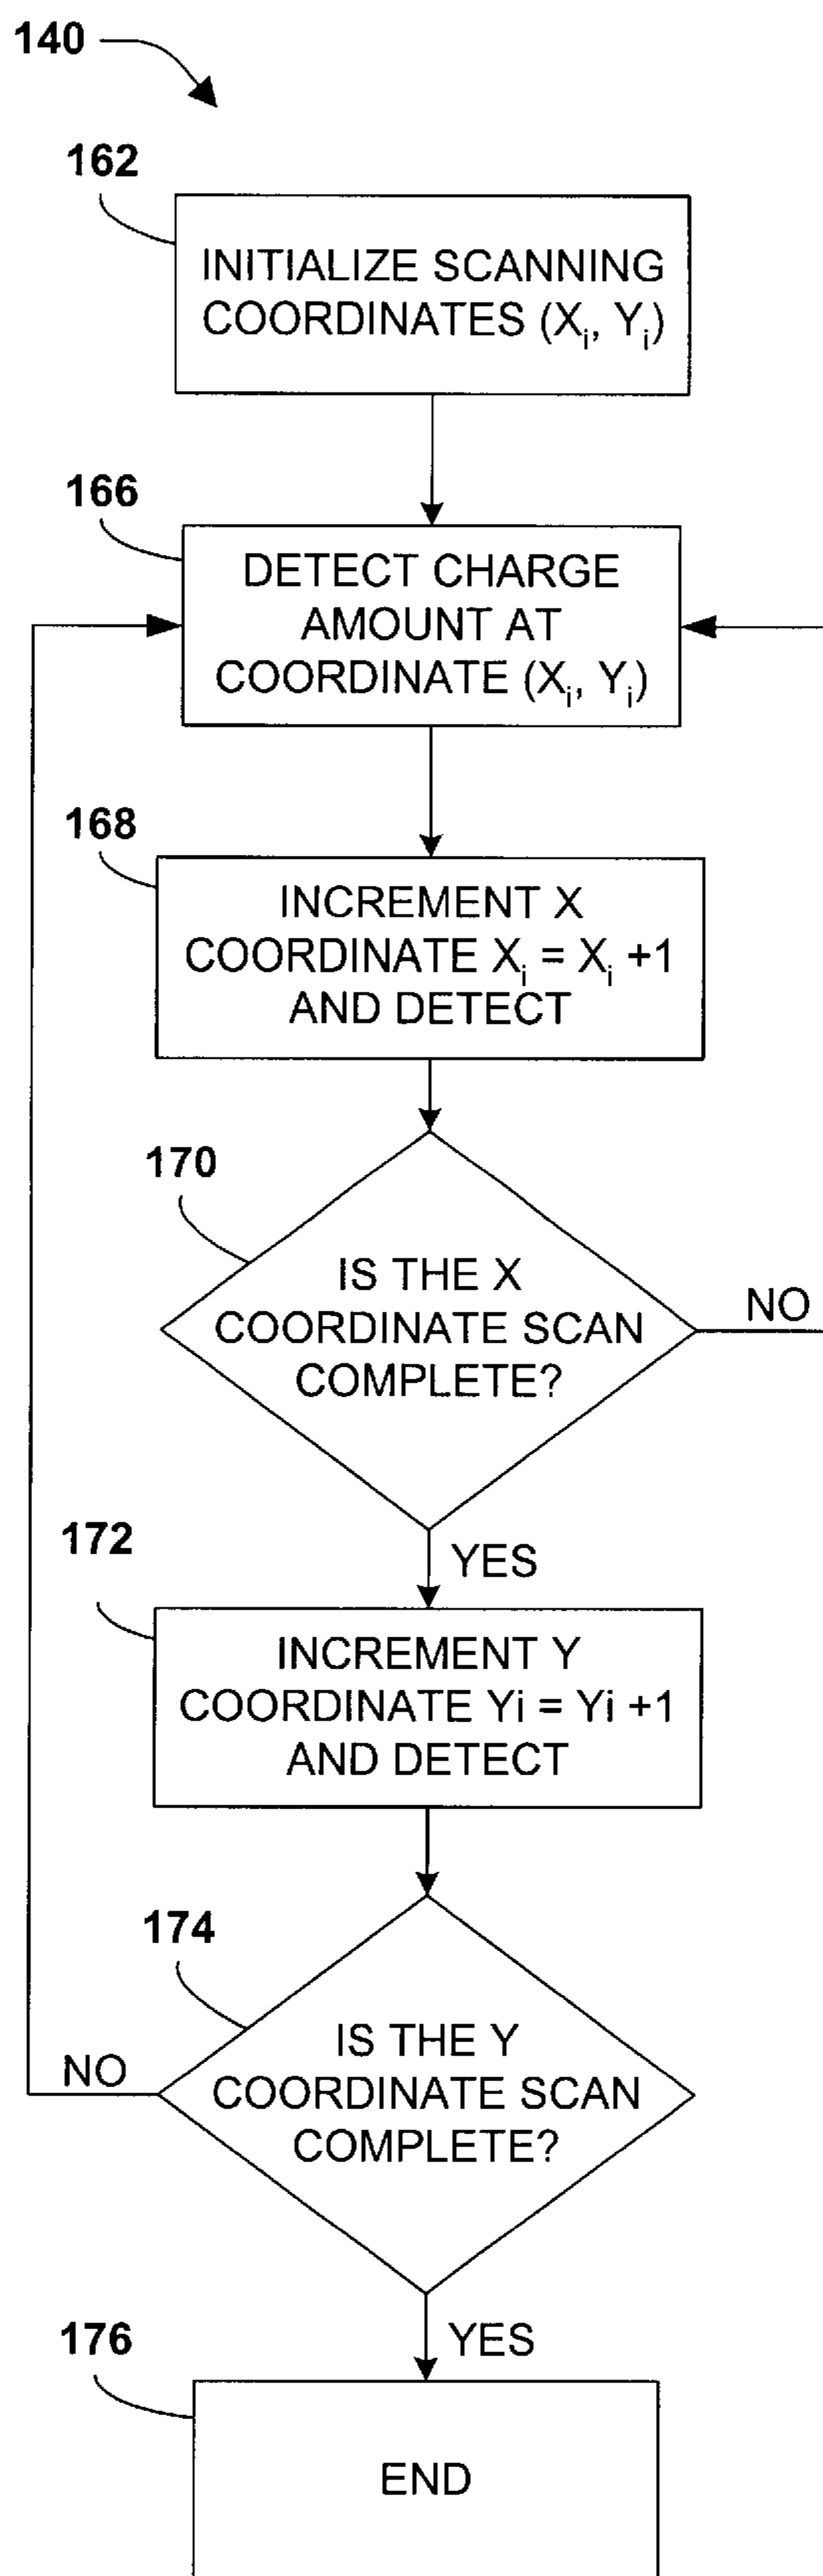 140
162
INITIALIZE SCANNING
COORDINATES (Xi, Yi)
166
DETECT CHARGE
AMOUNT AT
COORDINATE (Xi, Yi)
168
INCREMENT X
COORDINATE Xi = Xi +1
AND DETECT
170
IS THE X
COORDINATE SCAN
COMPLETE?
NO
YES
172
INCREMENT Y
COORDINATE Yi = Yi +1
AND DETECT
174
IS THE Y
COORDINATE SCAN
COMPLETE?
NO
YES
176
END